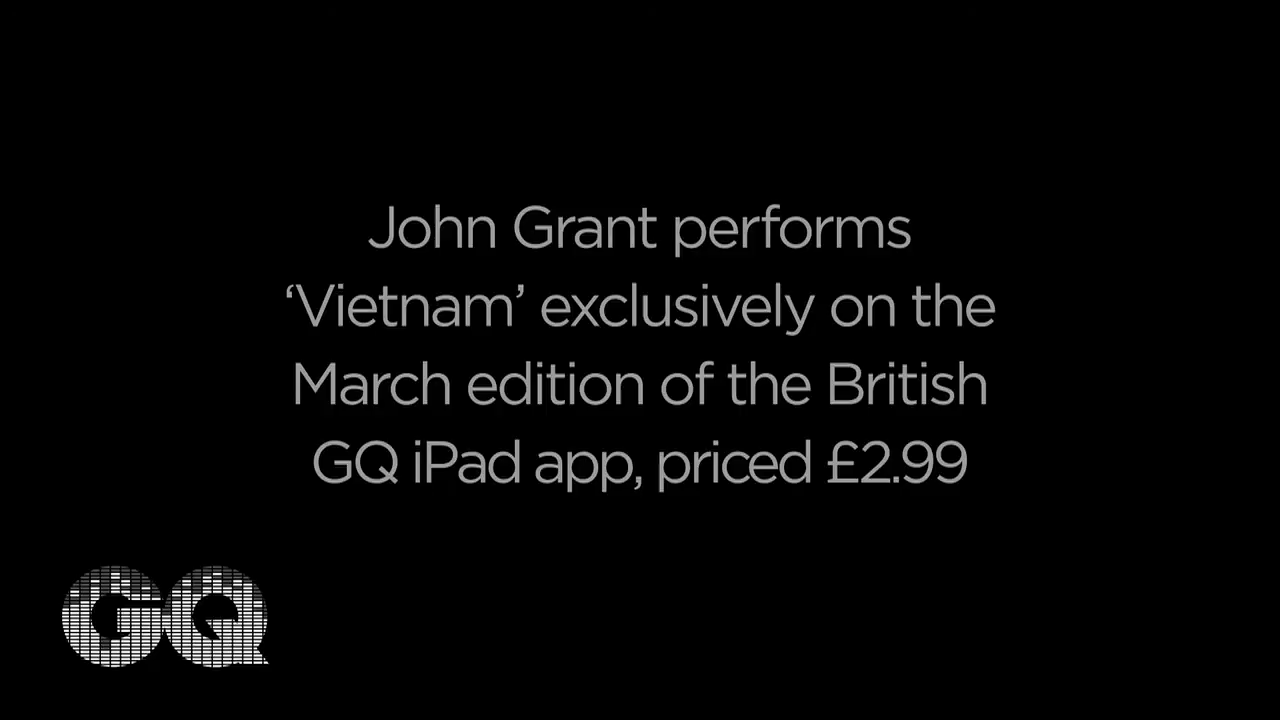 John Grant performs
‘Vietnam’ exclusively on the
March edition of the British
GQ iPad app, priced £2.99
GQ